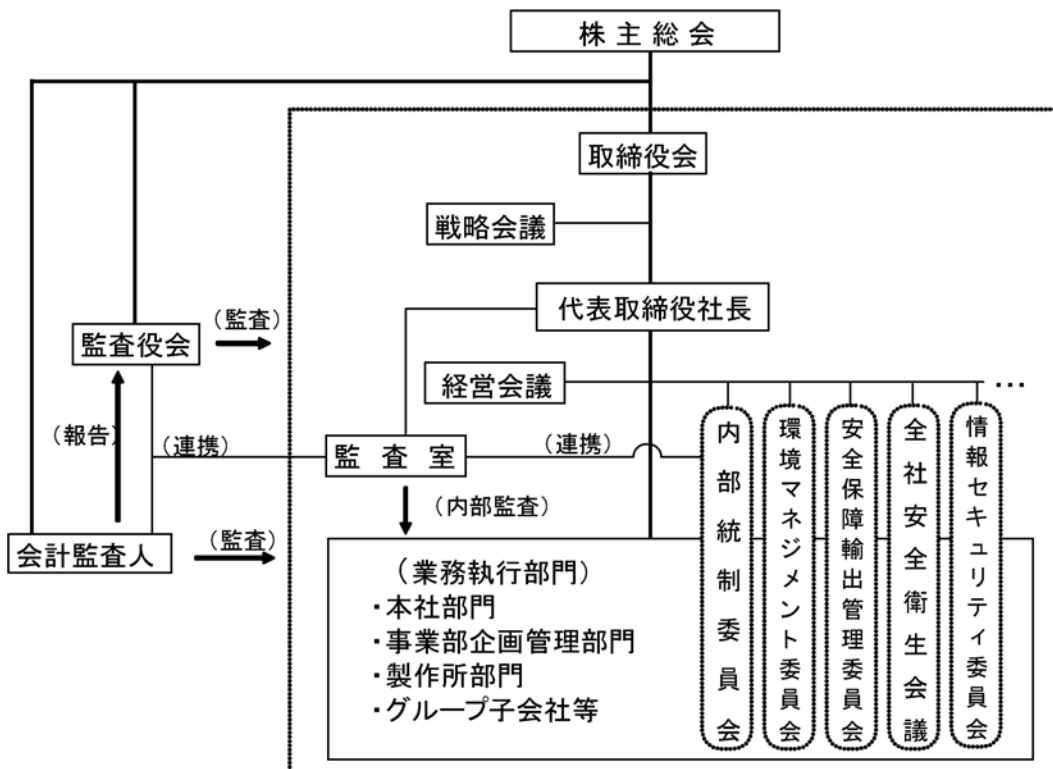 株主総会
取締役会
戦略会議
代表取締役社長
(監査)
監査役会
経営会議
…
(報告)
(連携)
監査室
(連携)
(内部監査)
会計監査人
(監査)
(業務執行部門)
・本社部門
・事業部企画管理部門
・製作所部門
・グループ子会社等
内部統制委員会
環境マネジメント委員会
安全保障輸出管理委員会
全社安全衛生会議
情報セキュリティ委員会